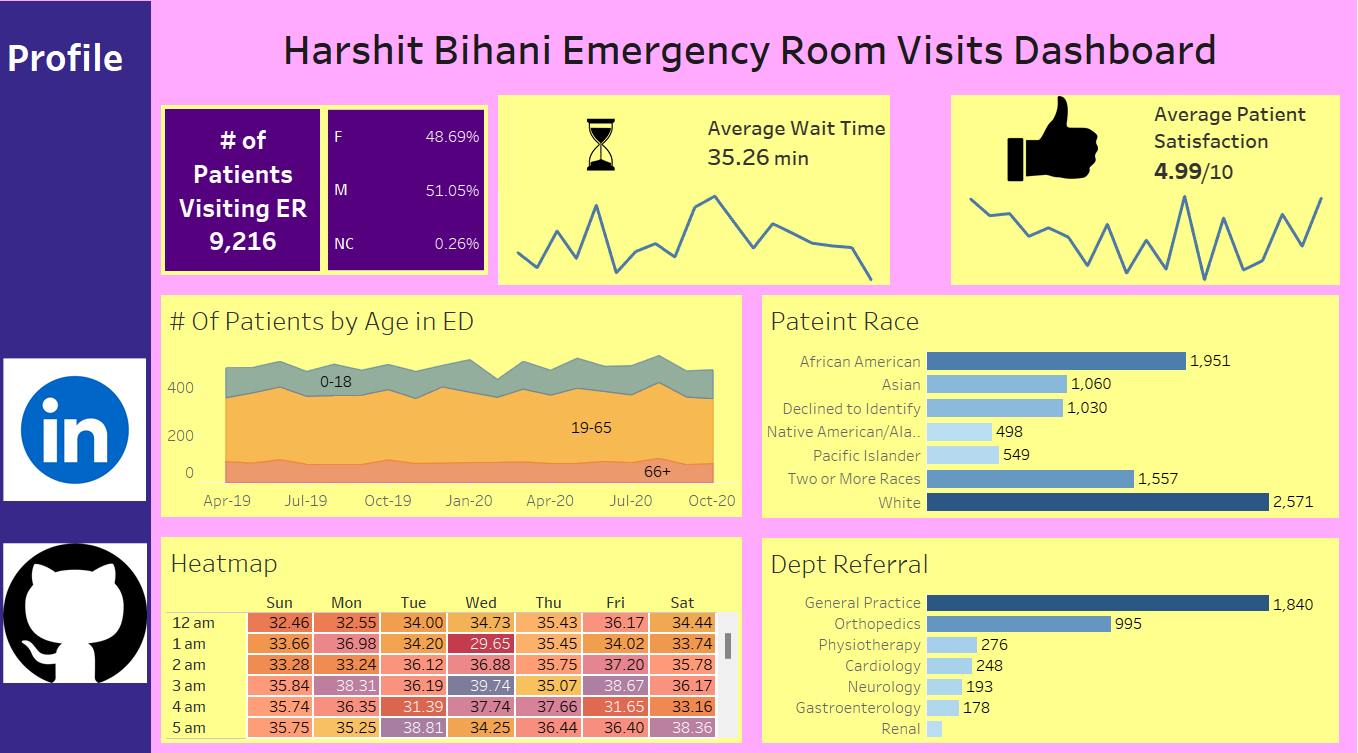 Profile
Harshit Bihani Emergency Room Visits Dashboard
# of
Patients
Visiting ER
9,216
F 48.69%
M 51.05%
NC 0.26%
Average Wait Time
35.26 min
Average Patient
Satisfaction
4.99/10
# Of Patients by Age in ED
400
200
0
0-18
19-65
66+
Apr-19 Jul-19 Oct-19 Jan-20 Apr-20 Jul-20 Oct-20
Pateint Race
African American 1,951
Asian 1,060
Declined to Identify 1,030
Native American/Ala.. 498
Pacific Islander 549
Two or More Races 1,557
White 2,571
in
Heatmap
Sun Mon Tue Wed Thu Fri Sat
12 am 32.46 32.55 34.00 34.73 35.43 36.17 34.44
1 am 33.66 36.98 34.20 29.65 35.45 34.02 33.74
2 am 33.28 33.24 36.12 36.88 35.75 37.20 35.78
3 am 35.84 38.31 36.19 39.74 35.07 38.67 36.17
4 am 35.74 36.35 31.39 37.74 37.66 31.65 33.16
5 am 35.75 35.25 38.81 34.25 36.44 36.40 38.36
Dept Referral
General Practice 1,840
Orthopedics 995
Physiotherapy 276
Cardiology 248
Neurology 193
Gastroenterology 178
Renal